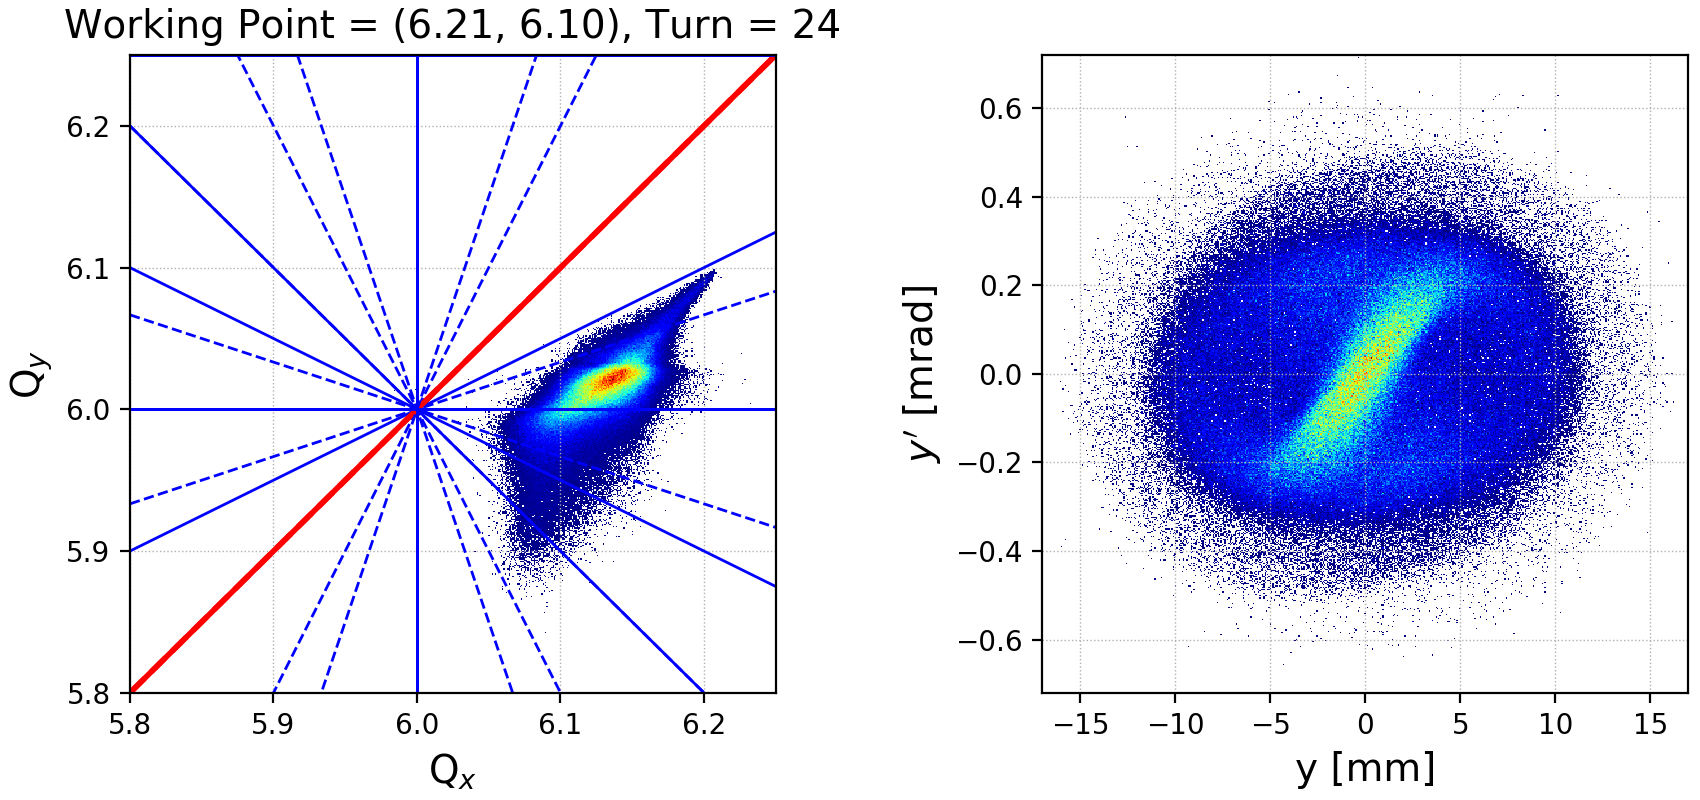 Working Point = (6.21, 6.10), Turn = 24
6.2
6.1
6.0
5.9
5.8
5.8 5.9 6.0 6.1 6.2
Qy
Qx
0.6
0.4
0.2
0.0
−0.2
−0.4
−0.6
−15 −10 −5 0 5 10 15
y′ [mrad]
y [mm]